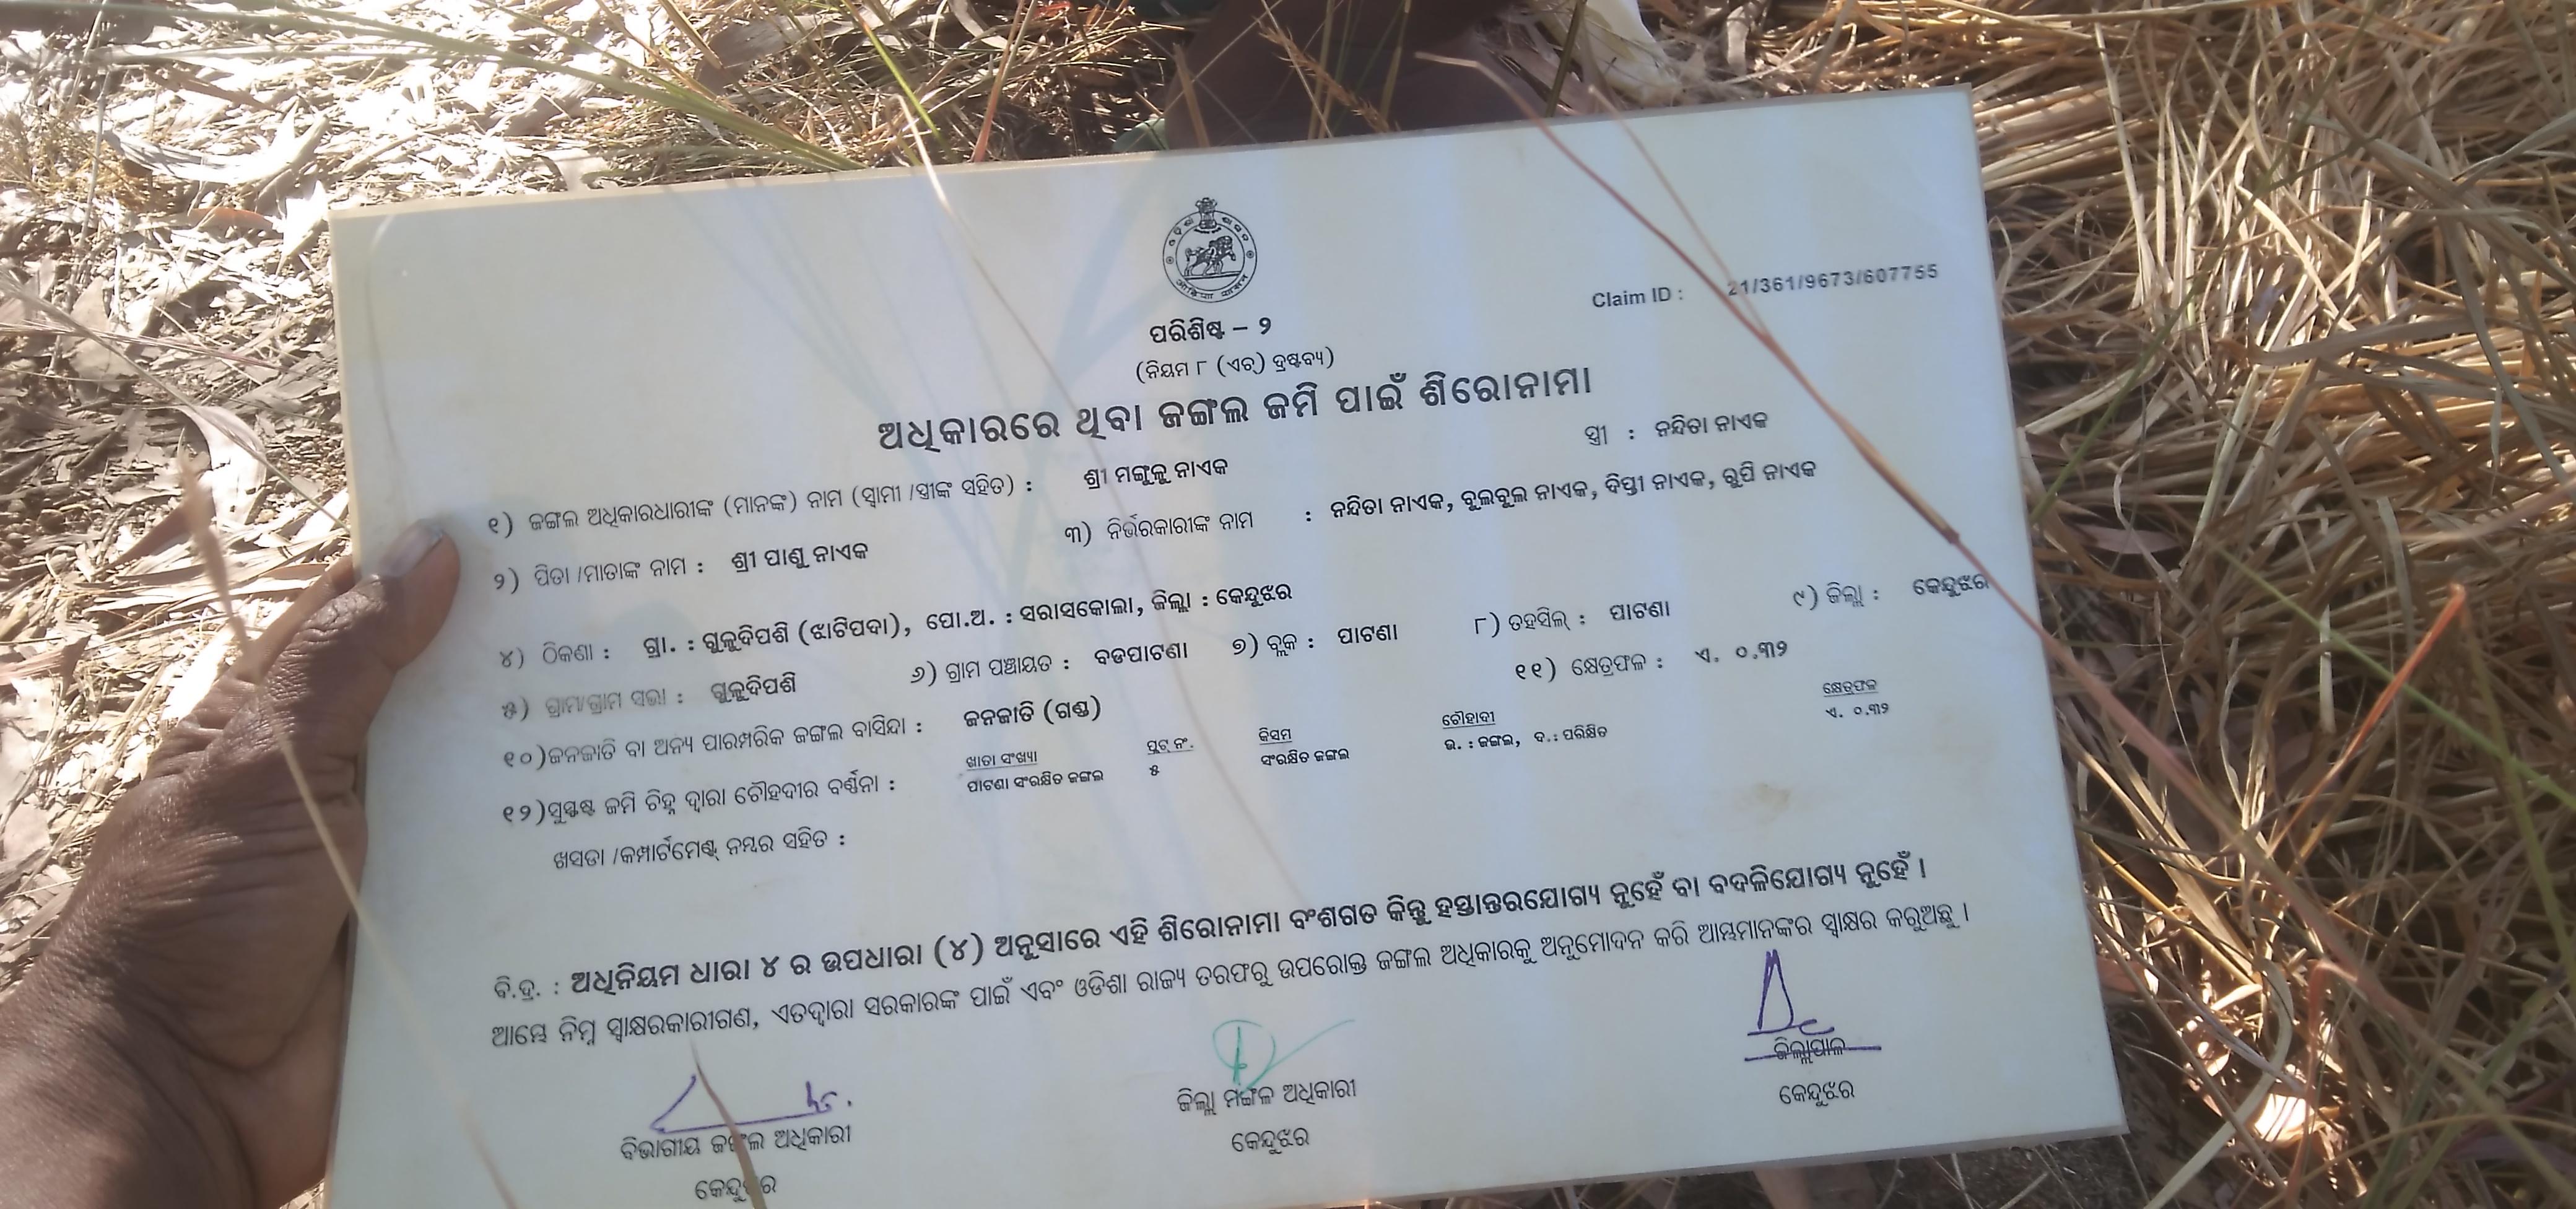 Claim ID : 21/361/9673/607755
ପରିଶିଷ୍ଟ – ୨
(ନିୟମ ୮ (ଏଚ୍) ଦ୍ରଷ୍ଟବ୍ୟ)
ଅଧିକାରରେ ଥିବା ଜଙ୍ଗଲ ଜମି ପାଇଁ ଶିରୋନାମା
୧) ଜଙ୍ଗଲ ଅଧିକାରଧାରୀଙ୍କ (ମାନଙ୍କ) ନାମ (ସ୍ୱାମୀ /ସ୍ତ୍ରୀଙ୍କ ସହିତ) : ଶ୍ରୀ ମଙ୍ଗୁଳୁ ନାଏକ ସ୍ତ୍ରୀ : ନନ୍ଦିତା ନାଏକ
୨) ପିତା /ମାତାଙ୍କ ନାମ : ଶ୍ରୀ ପାଣ୍ଡୁ ନାଏକ ୩) ନିର୍ଭରକାରୀଙ୍କ ନାମ : ନନ୍ଦିତା ନାଏକ, ବୁଲବୁଲ ନାଏକ, ଦିପ୍ତୀ ନାଏକ, ରୁପି ନାଏକ
୪) ଠିକଣା : ଗ୍ରା. : ଗୁଳୁଦିପଶି (ଝାଟିପଦା), ପୋ.ଅ. : ସରାସକୋଲା, ଜିଲ୍ଲା : କେନ୍ଦୁଝର
୫) ଗ୍ରାମ/ଗ୍ରାମ ସଭା : ଗୁଳୁଦିପଶି ୬) ଗ୍ରାମ ପଞ୍ଚାୟତ : ବଡପାଟଣା ୭) ବ୍ଲକ : ପାଟଣା ୮) ତହସିଲ୍ : ପାଟଣା ୯) ଜିଲ୍ଲା : କେନ୍ଦୁଝର
୧୦)ଜନଜାତି ବା ଅନ୍ୟ ପାରମ୍ପରିକ ଜଙ୍ଗଲ ବାସିନ୍ଦା : ଜନଜାତି (ଗଣ୍ଡ) ୧୧) କ୍ଷେତ୍ରଫଳ : ଏ. ୦.୩୨
୧୨)ସୁସ୍ପଷ୍ଟ ଜମି ଚିହ୍ନ ଦ୍ୱାରା ଚୌହଦୀର ବର୍ଣ୍ଣନା : ଖାତା ସଂଖ୍ୟା ପ୍ଲଟ୍ ନଂ. କିସମ ଚୌହାଦୀ କ୍ଷେତ୍ରଫଳ
ପାଟଣା ସଂରକ୍ଷିତ ଜଙ୍ଗଲ ୫ ସଂରକ୍ଷିତ ଜଙ୍ଗଲ ଉ. : ଜଙ୍ଗଲ, ଦ.: ପରିକ୍ଷିତ ଏ. ୦.୩୨
ଖସଡା /କମ୍ପାର୍ଟମେଣ୍ଟ୍ ନମ୍ବର ସହିତ :
ବି.ଦ୍ର. : ଅଧିନିୟମ ଧାରା ୪ ର ଉପଧାରା (୪) ଅନୁସାରେ ଏହି ଶିରୋନାମା ବଂଶଗତ କିନ୍ତୁ ହସ୍ତାନ୍ତରଯୋଗ୍ୟ ନୁହେଁ ବା ବଦଳିଯୋଗ୍ୟ ନୁହେଁ ।
ଆମ୍ଭେ ନିମ୍ନ ସ୍ୱାକ୍ଷରକାରୀଗଣ, ଏତଦ୍ୱାରା ସରକାରଙ୍କ ପାଇଁ ଏବଂ ଓଡିଶା ରାଜ୍ୟ ତରଫରୁ ଉପରୋକ୍ତ ଜଙ୍ଗଲ ଅଧିକାରକୁ ଅନୁମୋଦନ କରି ଆମ୍ଭମାନଙ୍କର ସ୍ୱାକ୍ଷର କରୁଅଛୁ ।
ବିଭାଗୀୟ ଜଙ୍ଗଲ ଅଧିକାରୀ ଜିଲ୍ଲା ମଙ୍ଗଳ ଅଧିକାରୀ ଜିଲ୍ଲାପାଳ
କେନ୍ଦୁଝର କେନ୍ଦୁଝର କେନ୍ଦୁଝର